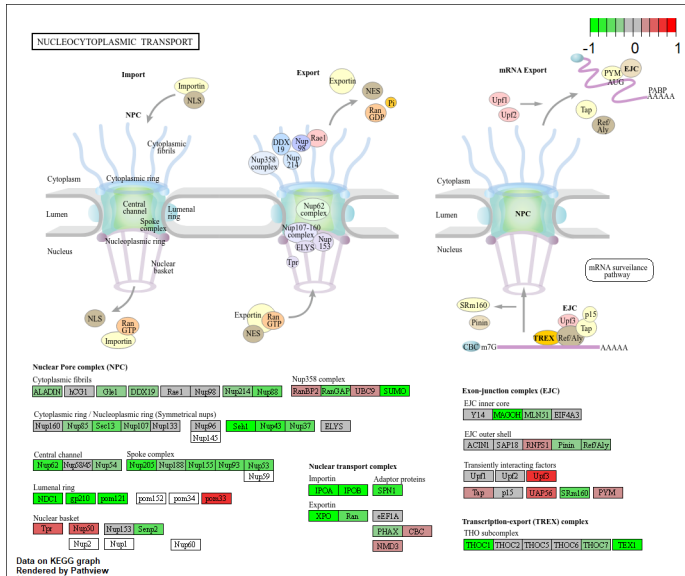 NUCLEOCYTOPLASMIC TRANSPORT
-1 0 1
Import
Importin
NLS
NPC
Cytoplasmic
fibrils
Cytoplasm
Cytoplasmic ring
Lumen
Central
channel
Lumenal
ring
Spoke
complex
Nucleoplasmic ring
Nucleus
Nuclear
basket
NLS
Ran
GTP
Importin
Export
Exportin
NES
Ran
GDP
Pi
DDX
19
Nup
98
Rae1
Nup358
complex
Nup
214
Nup62
complex
Nup107-160
complex
ELYS
Nup
153
Tpr
Exportin
Ran
GTP
NES
mRNA Export
Upf1
Upf2
PYM
EJC
AUG
PABP
AAAAA
Tap
Ref/
Aly
Cytoplasm
Lumen
NPC
Nucleus
mRNA surveilance
pathway
SRm160
Pinin
EJC
p15
Upf3
Tap
TREX
Ref/Aly
CBC m7G
AAAAA
Nuclear Pore complex (NPC)
Cytoplasmic fibrils
ALADIN hCG1 Gle1 DDX19 Rae1 Nup98 Nup214 Nup88
Nup358 complex
RanBP2 RanGAP UBC9 SUMO
Cytoplasmic ring / Nucleoplasmic ring (Symmetrical nups)
Nup160 Nup85 Sec13 Nup107 Nup133 Nup96 Seh1 Nup43 Nup37 ELYS
Nup145
Central channel
Nup62 Nup58/45 Nup54
Spoke complex
Nup205 Nup188 Nup155 Nup93 Nup53
Nup59
Lumenal ring
NDC1 gp210 pom121 pom152 pom34 pom33
Nuclear basket
Tpr Nup50 Nup153 Senp2
Nup2 Nup1 Nup60
Nuclear transport complex
Importin
IPOA IPOB
Adaptor proteins
SPN1
Exportin
XPO Ran eEF1A
PHAX CBC
NMD3
Exon-junction complex (EJC)
EJC inner core
Y14 MAGOH MLN51 EIF4A3
EJC outer shell
ACIN1 SAP18 RNPS1 Pinin Ref/Aly
Transiently interacting factors
Upf1 Upf2 Upf3
Tap p15 UAP56 SRm160 PYM
Transcription-export (TREX) complex
THO subcomplex
THOC1 THOC2 THOC5 THOC6 THOC7 TEX1
Data on KEGG graph
Rendered by Pathview